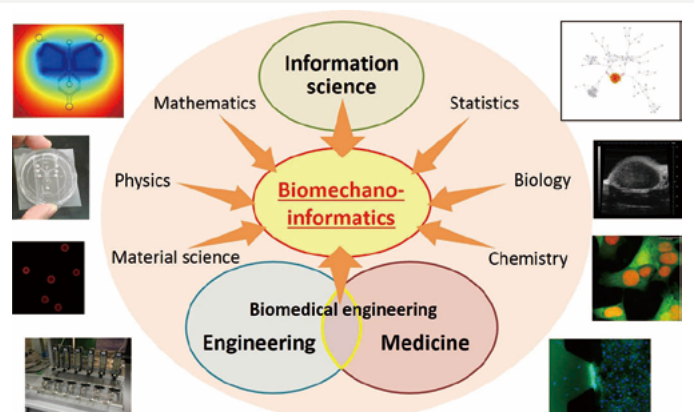 Information
science
Mathematics
Statistics
Physics
Biomechano-
informatics
Biology
Material science
Chemistry
Biomedical engineering
Engineering
Medicine